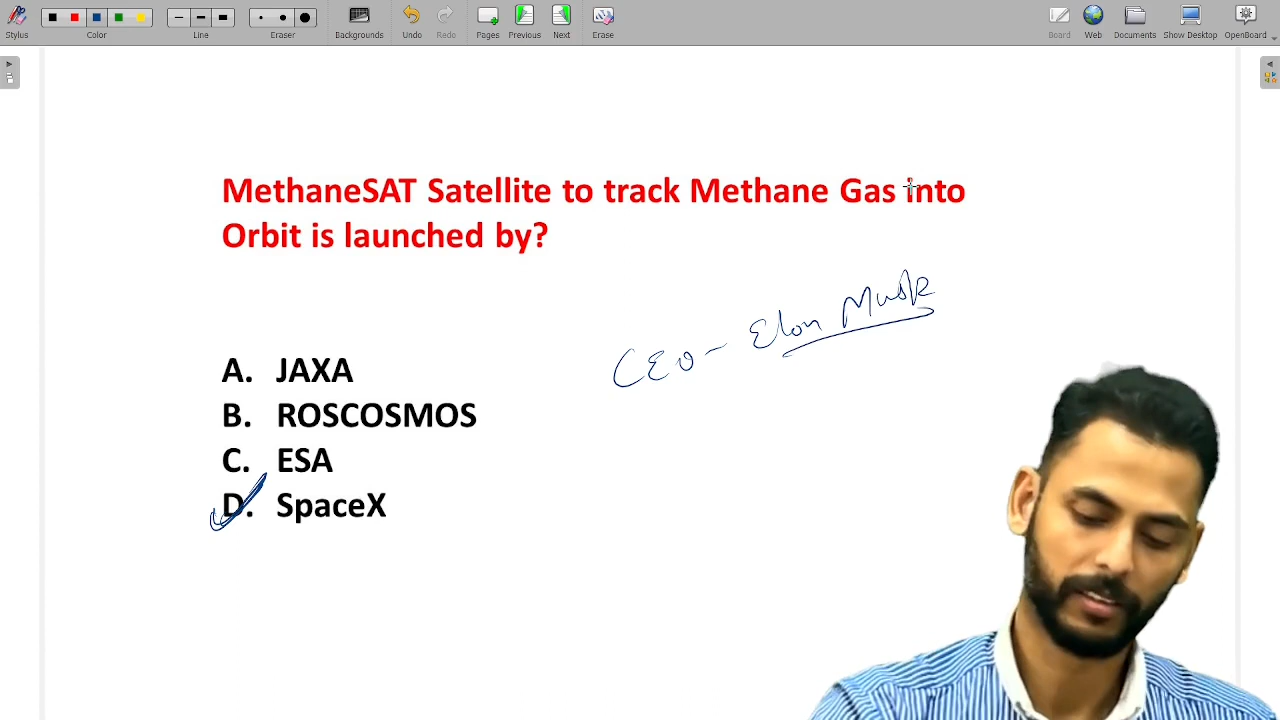 Stylus
Color
Line
Eraser
Backgrounds
Undo
Redo
Pages
Previous
Next
Erase
Board
Web
Documents
Show Desktop
OpenBoard
MethaneSAT Satellite to track Methane Gas into
Orbit is launched by?
CEO - Elon Musk
A. JAXA
B. ROSCOSMOS
C. ESA
D. SpaceX